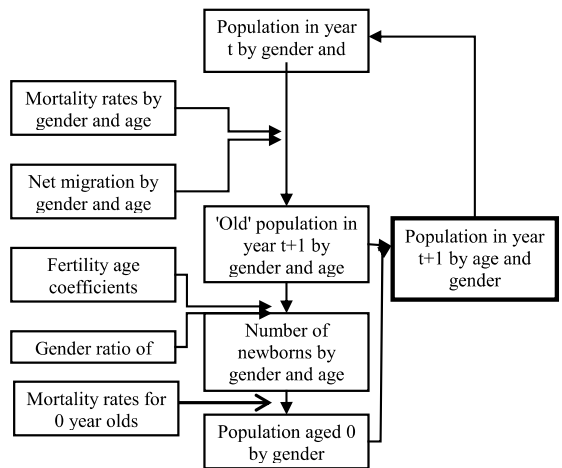 Population in year
t by gender and
Mortality rates by
gender and age
Net migration by
gender and age
'Old' population in
year t+1 by
gender and age
Population in year
t+1 by age and
gender
Fertility age
coefficients
Number of
newborns by
gender and age
Gender ratio of
Mortality rates for
0 year olds
Population aged 0
by gender